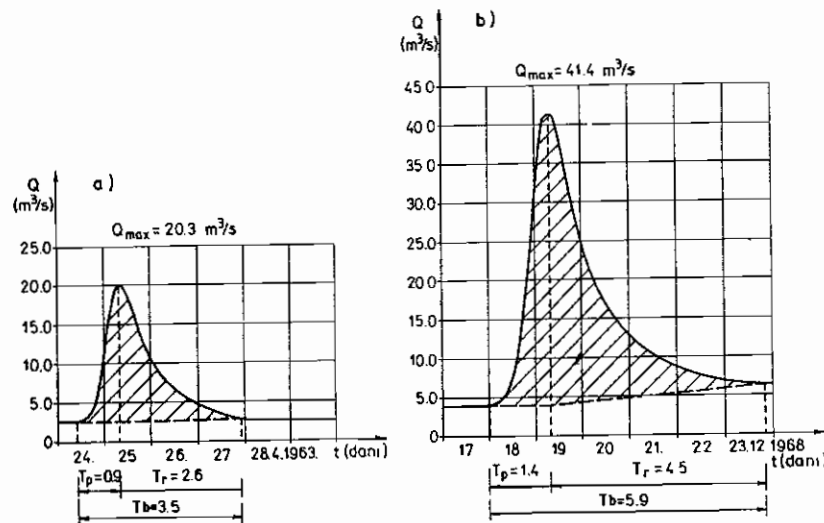 a)
Q
(m³/s)
Qmax = 20.3 m³/s
25.0
20.0
15.0
10.0
5.0
0
24. 25 26. 27 28.4.1963. t (danı)
Tp=0.9 Tr = 2.6
Tb=3.5
b)
Q
(m³/s)
Qmax = 41.4 m³/s
45.0
40.0
35.0
30.0
25.0
20.0
15.0
10.0
5.0
0
17 18 19 20 21. 22 23.12 1968
t (danı)
Tp=1.4 Tr = 4.5
Tb=5.9